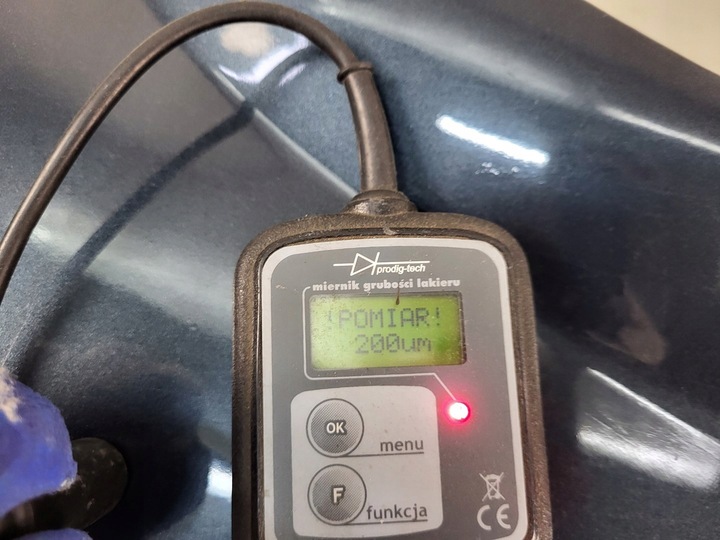 prodig-tech
miernik grubości lakieru
!POMIAR!
200um
OK
menu
F
funkcja
CE